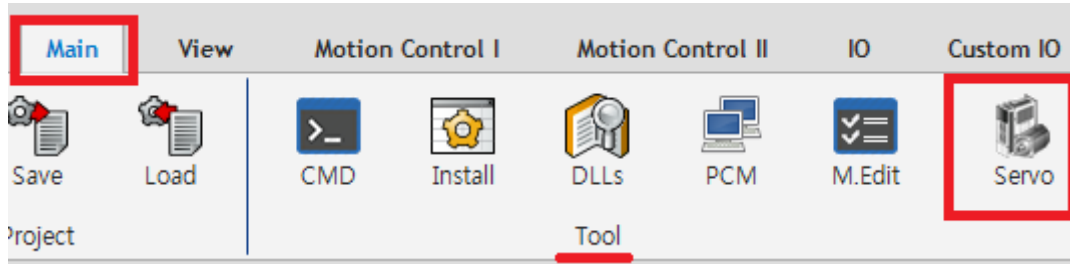 Main View Motion Control I Motion Control II IO Custom IO
Save Load CMD Install DLLs PCM M.Edit Servo
Project Tool